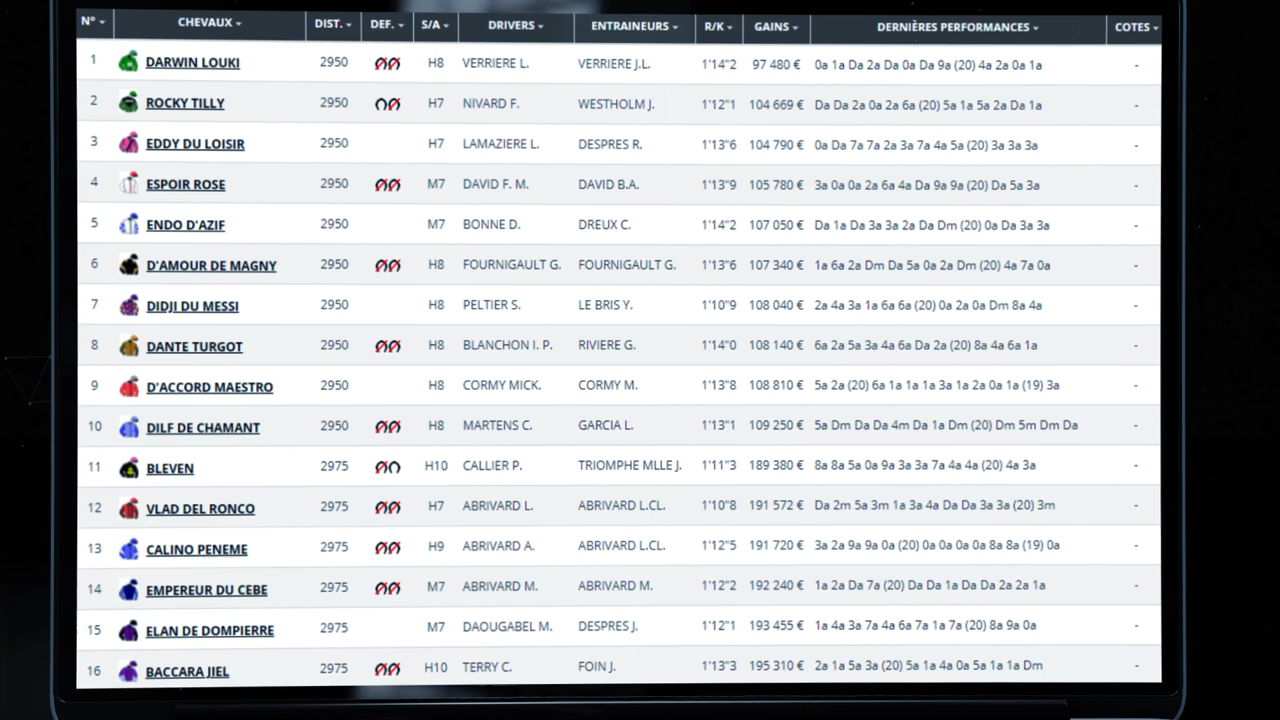 N° CHEVAUX DIST. DEF. S/A DRIVERS ENTRAINEURS R/K GAINS DERNIÈRES PERFORMANCES COTES
1 DARWIN LOUKI 2950 H8 VERRIERE L. VERRIERE J.L. 1'14"2 97 480 € 0a 1a Da 2a Da 0a Da 9a (20) 4a 2a 0a 1a -
2 ROCKY TILLY 2950 H7 NIVARD F. WESTHOLM J. 1'12"1 104 669 € Da Da 2a 0a 2a 6a (20) 5a 1a 5a 2a Da 1a -
3 EDDY DU LOISIR 2950 H7 LAMAZIERE L. DESPRES R. 1'13"6 104 790 € 0a Da 7a 7a 2a 3a 7a 4a 5a (20) 3a 3a 3a -
4 ESPOIR ROSE 2950 M7 DAVID F. M. DAVID B.A. 1'13"9 105 780 € 3a 0a 0a 2a 6a 4a Da 9a 9a (20) Da 5a 3a -
5 ENDO D'AZIF 2950 M7 BONNE D. DREUX C. 1'14"2 107 050 € Da 1a Da 3a 3a 2a Da Dm (20) 0a Da 3a 3a -
6 D'AMOUR DE MAGNY 2950 H8 FOURNIGAULT G. FOURNIGAULT G. 1'13"6 107 340 € 1a 6a 2a Dm Da 5a 0a 2a Dm (20) 4a 7a 0a -
7 DIDJI DU MESSI 2950 H8 PELTIER S. LE BRIS Y. 1'10"9 108 040 € 2a 4a 3a 1a 6a 6a (20) 0a 2a 0a Dm 8a 4a -
8 DANTE TURGOT 2950 H8 BLANCHON I. P. RIVIERE G. 1'14"0 108 140 € 6a 2a 5a 3a 4a 6a Da 2a (20) 8a 4a 6a 1a -
9 D'ACCORD MAESTRO 2950 H8 CORMY MICK. CORMY M. 1'13"8 108 810 € 5a 2a (20) 6a 1a 1a 1a 3a 1a 2a 0a 1a (19) 3a -
10 DILF DE CHAMANT 2950 H8 MARTENS C. GARCIA L. 1'13"1 109 250 € 5a Dm Da Da 4m Da 1a Dm (20) Dm 5m Dm Da -
11 BLEVEN 2975 H10 CALLIER P. TRIOMPHE MLLE J. 1'11"3 189 380 € 8a 8a 5a 0a 9a 3a 3a 7a 4a 4a (20) 4a 3a -
12 VLAD DEL RONCO 2975 H7 ABRIVARD L. ABRIVARD L.CL. 1'10"8 191 572 € Da 2m 5a 3m 1a 3a 4a Da Da 3a 3a (20) 3m -
13 CALINO PENEME 2975 H9 ABRIVARD A. ABRIVARD L.CL. 1'12"5 191 720 € 3a 2a 9a 9a 0a (20) 0a 0a 0a 0a 8a 8a (19) 0a -
14 EMPEREUR DU CEBE 2975 M7 ABRIVARD M. ABRIVARD M. 1'12"2 192 240 € 1a 2a Da 7a (20) Da Da 1a Da Da 2a 2a 1a -
15 ELAN DE DOMPIERRE 2975 M7 DAOUGABEL M. DESPRES J. 1'12"1 193 455 € 1a 4a 3a 7a 4a 6a 7a 1a 7a (20) 8a 9a 0a -
16 BACCARA JIEL 2975 H10 TERRY C. FOIN J. 1'13"3 195 310 € 2a 1a 5a 3a (20) 5a 1a 4a 0a 5a 1a 1a Dm -